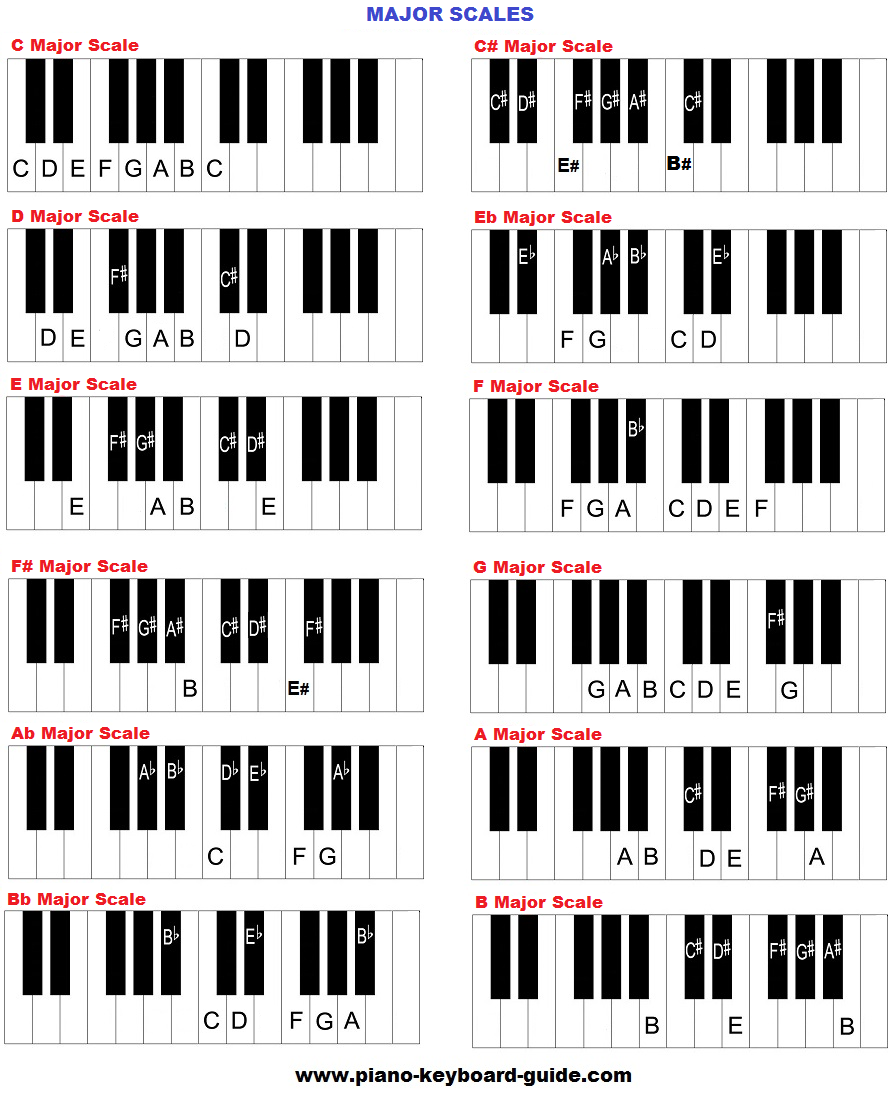 MAJOR SCALES
C Major Scale
C D E F G A B C
C# Major Scale
C# D# F# G# A# C#
E# B#
D Major Scale
F# C#
D E G A B D
Eb Major Scale
E♭ A♭ B♭ E♭
F G C D
E Major Scale
F# G# C# D#
E A B E
F Major Scale
B♭
F G A C D E F
F# Major Scale
F# G# A# C# D# F#
B E#
G Major Scale
F#
G A B C D E G
Ab Major Scale
A♭ B♭ D♭ E♭ A♭
C F G
A Major Scale
C# F# G#
A B D E A
Bb Major Scale
B♭ E♭ B♭
C D F G A
B Major Scale
C# D# F# G# A#
B E B
www.piano-keyboard-guide.com